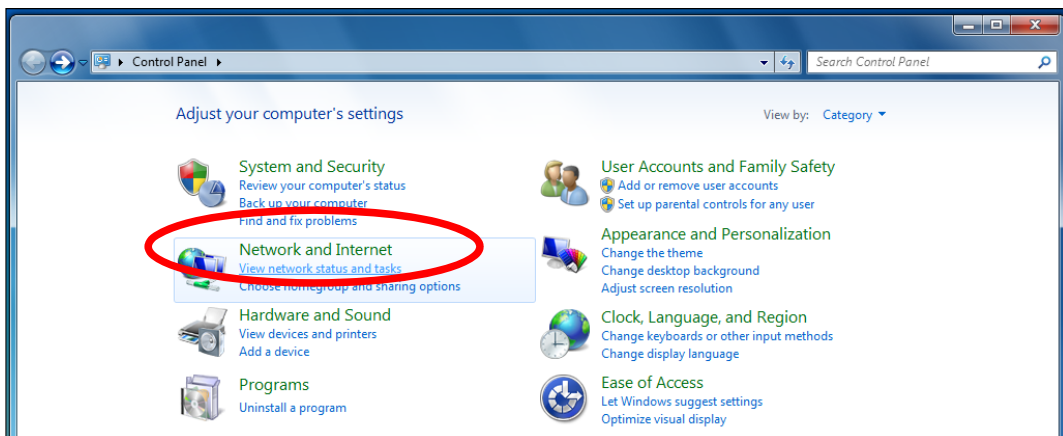 Control Panel
Search Control Panel
Adjust your computer's settings
View by: Category
System and Security
Review your computer's status
Back up your computer
Find and fix problems
Network and Internet
View network status and tasks
Choose homegroup and sharing options
Hardware and Sound
View devices and printers
Add a device
Programs
Uninstall a program
User Accounts and Family Safety
Add or remove user accounts
Set up parental controls for any user
Appearance and Personalization
Change the theme
Change desktop background
Adjust screen resolution
Clock, Language, and Region
Change keyboards or other input methods
Change display language
Ease of Access
Let Windows suggest settings
Optimize visual display